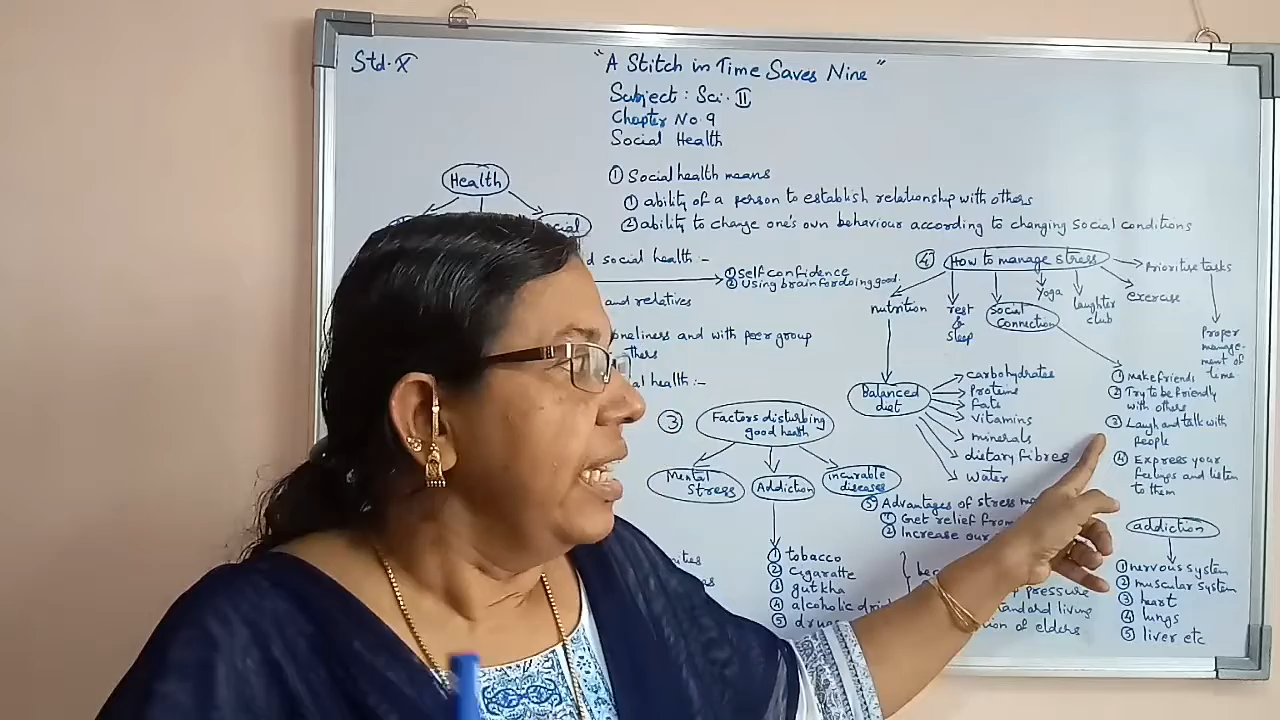 Std. X
"A Stitch in Time Saves Nine"
Subject : Sci. II
Chapter No. 9
Social Health
Health
① Social health means
① ability of a person to establish relationship with others
② ability to change one's own behaviour according to changing social conditions
social health :-
① Self confidence
② Using brain for doing good.
and relatives
and with peer group
health :-
③ Factors disturbing
good health
Mental
Stress
Addiction
incurable
diseases
① tobacco
② cigaratte
③ gutkha
④ alcoholic
⑤ drugs
④ How to manage stress
nutrition
rest
&
sleep
Social
Connection
Yoga
laughter
club
exercise
Prioritise tasks
Proper
manage-
ment of
time
Balanced
diet
carbohydrates
Proteins
Fats
vitamins
minerals
dietary fibres
water
① Make friends
② Try to be friendly
with others
③ Laugh and talk with
people
④ Express your
feelings and listen
to them
⑤ Advantages of stress
① Get relief from
② Increase our
pressure
standard living
of elders
addiction
① nervous system
② muscular system
③ heart
④ lungs
⑤ liver etc